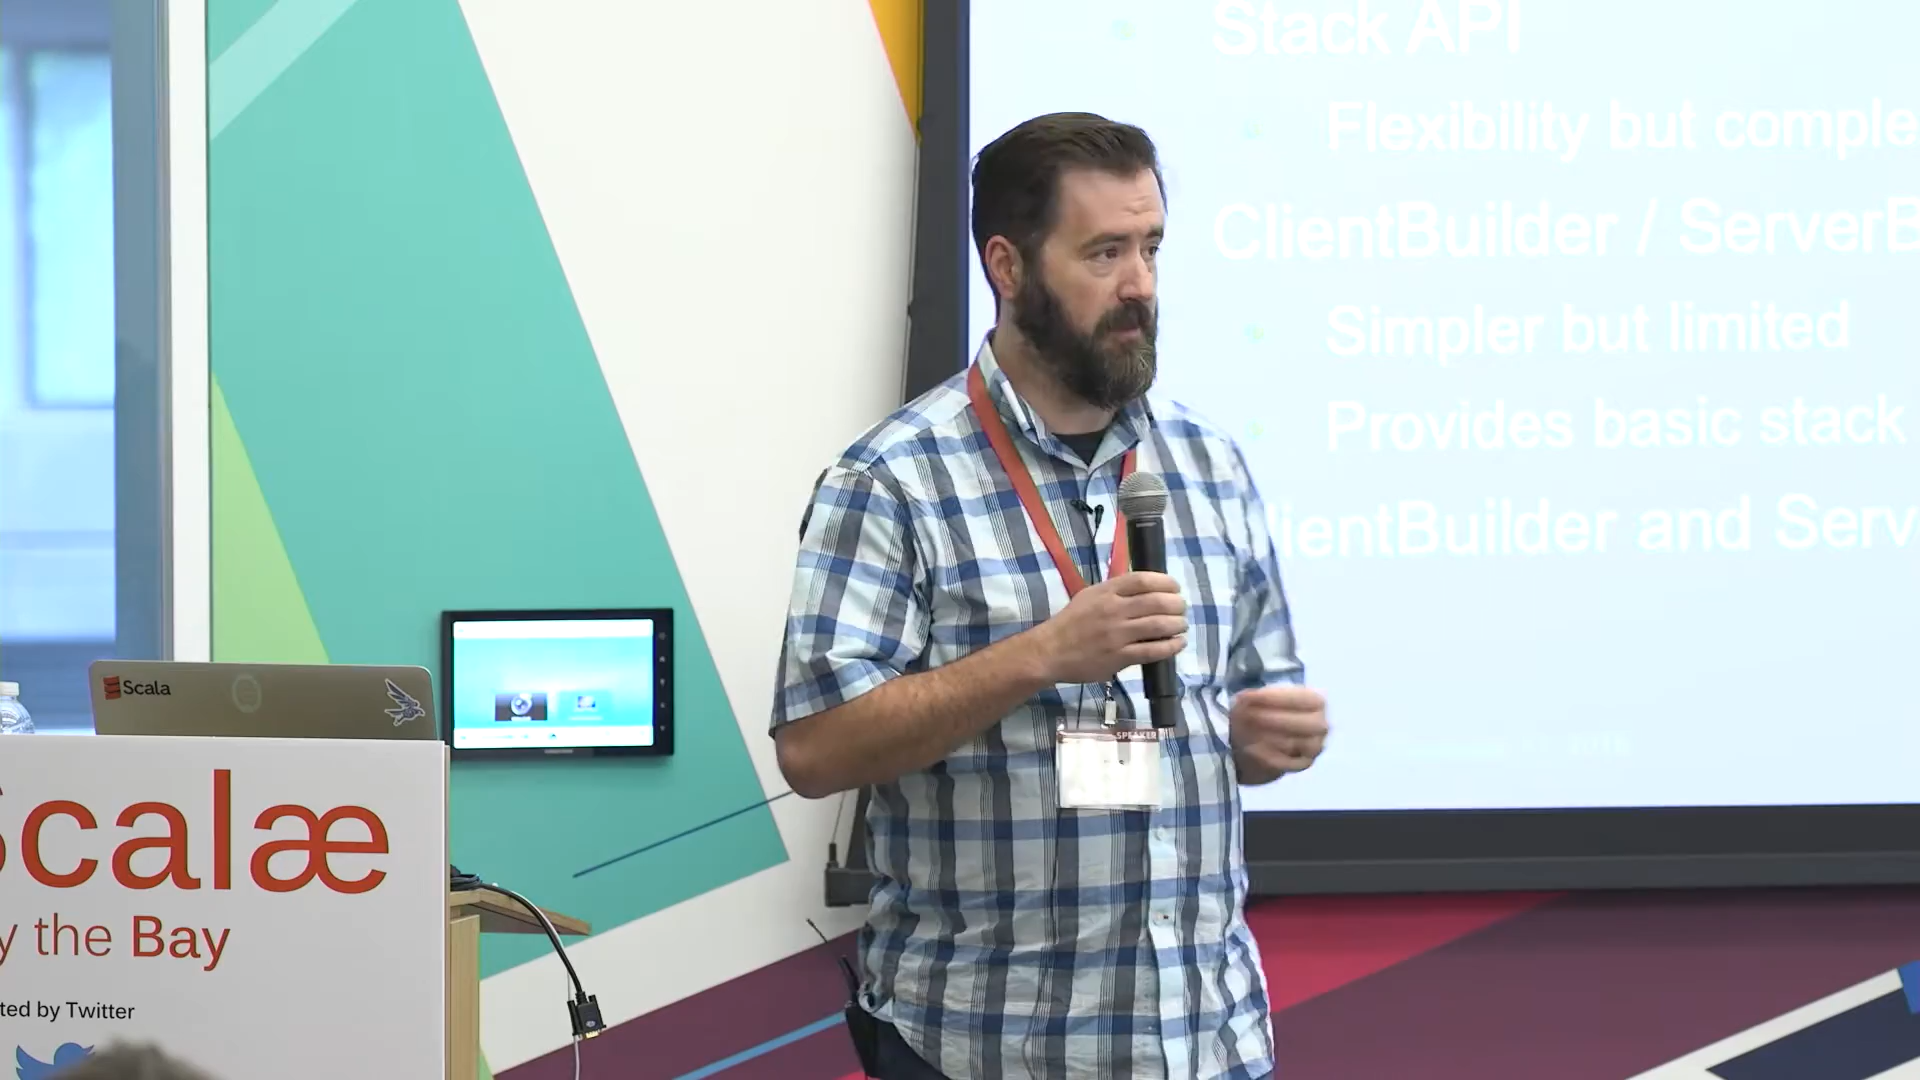 Stack API
Flexibility but comple
ClientBuilder / ServerB
Simpler but limited
Provides basic stack
lientBuilder and Serv
SPEAKER
Scala
Scalæ
y the Bay
ted by Twitter